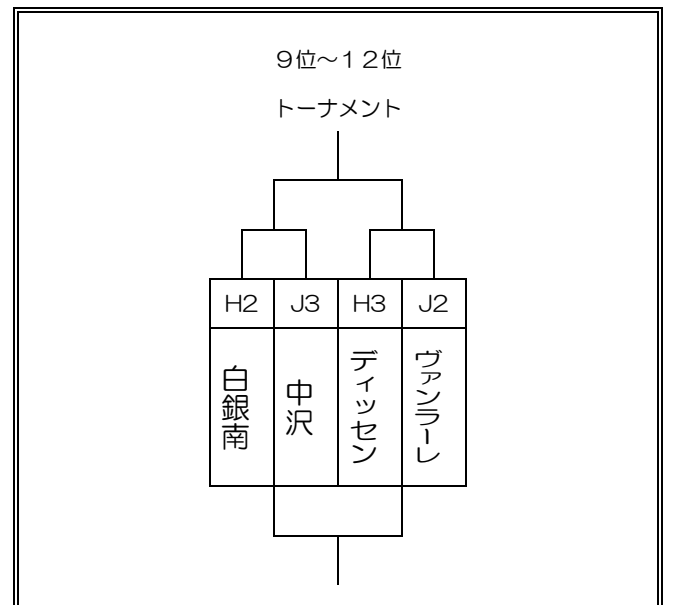 ９位～１２位
トーナメント
H2 J3 H3 J2
白銀南
中沢
ディッセン
ヴァンラーレ